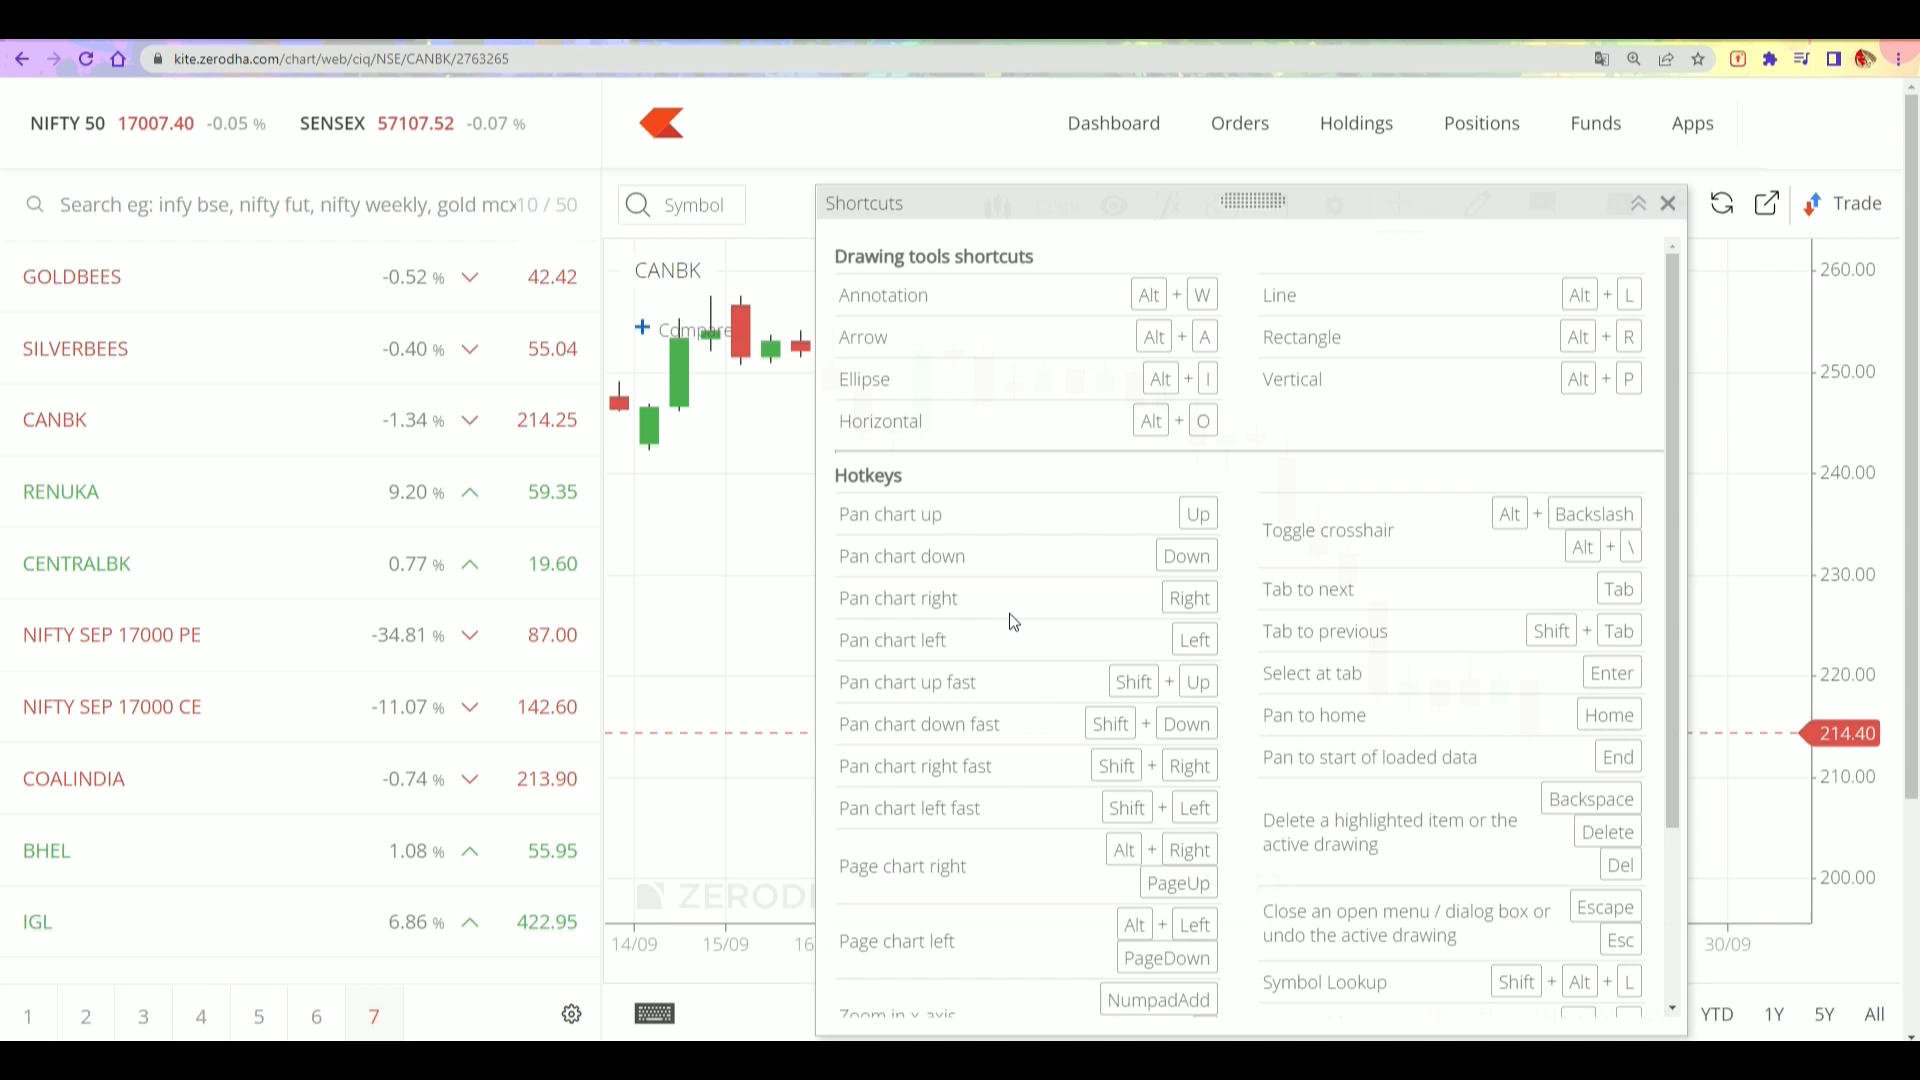 kite.zerodha.com/chart/web/ciq/NSE/CANBK/2763265
NIFTY 50 17007.40 -0.05 % SENSEX 57107.52 -0.07 %
Dashboard Orders Holdings Positions Funds Apps
Search eg: infy bse, nifty fut, nifty weekly, gold mcx 10 / 50
GOLDBEES -0.52 % 42.42
SILVERBEES -0.40 % 55.04
CANBK -1.34 % 214.25
RENUKA 9.20 % 59.35
CENTRALBK 0.77 % 19.60
NIFTY SEP 17000 PE -34.81 % 87.00
NIFTY SEP 17000 CE -11.07 % 142.60
COALINDIA -0.74 % 213.90
BHEL 1.08 % 55.95
IGL 6.86 % 422.95
1 2 3 4 5 6 7
Symbol
Trade
CANBK
+ Compare
ZEROD
14/09 15/09 16
30/09
260.00
250.00
240.00
230.00
220.00
214.40
210.00
200.00
YTD 1Y 5Y All
Shortcuts
Drawing tools shortcuts
Annotation Alt + W
Arrow Alt + A
Ellipse Alt + I
Horizontal Alt + O
Line Alt + L
Rectangle Alt + R
Vertical Alt + P
Hotkeys
Pan chart up Up
Pan chart down Down
Pan chart right Right
Pan chart left Left
Pan chart up fast Shift + Up
Pan chart down fast Shift + Down
Pan chart right fast Shift + Right
Pan chart left fast Shift + Left
Page chart right Alt + Right
PageUp
Page chart left Alt + Left
PageDown
Zoom in x-axis NumpadAdd
Toggle crosshair Alt + Backslash
Alt + \
Tab to next Tab
Tab to previous Shift + Tab
Select at tab Enter
Pan to home Home
Pan to start of loaded data End
Delete a highlighted item or the
active drawing
Backspace
Delete
Del
Close an open menu / dialog box or
undo the active drawing
Escape
Esc
Symbol Lookup Shift + Alt + L